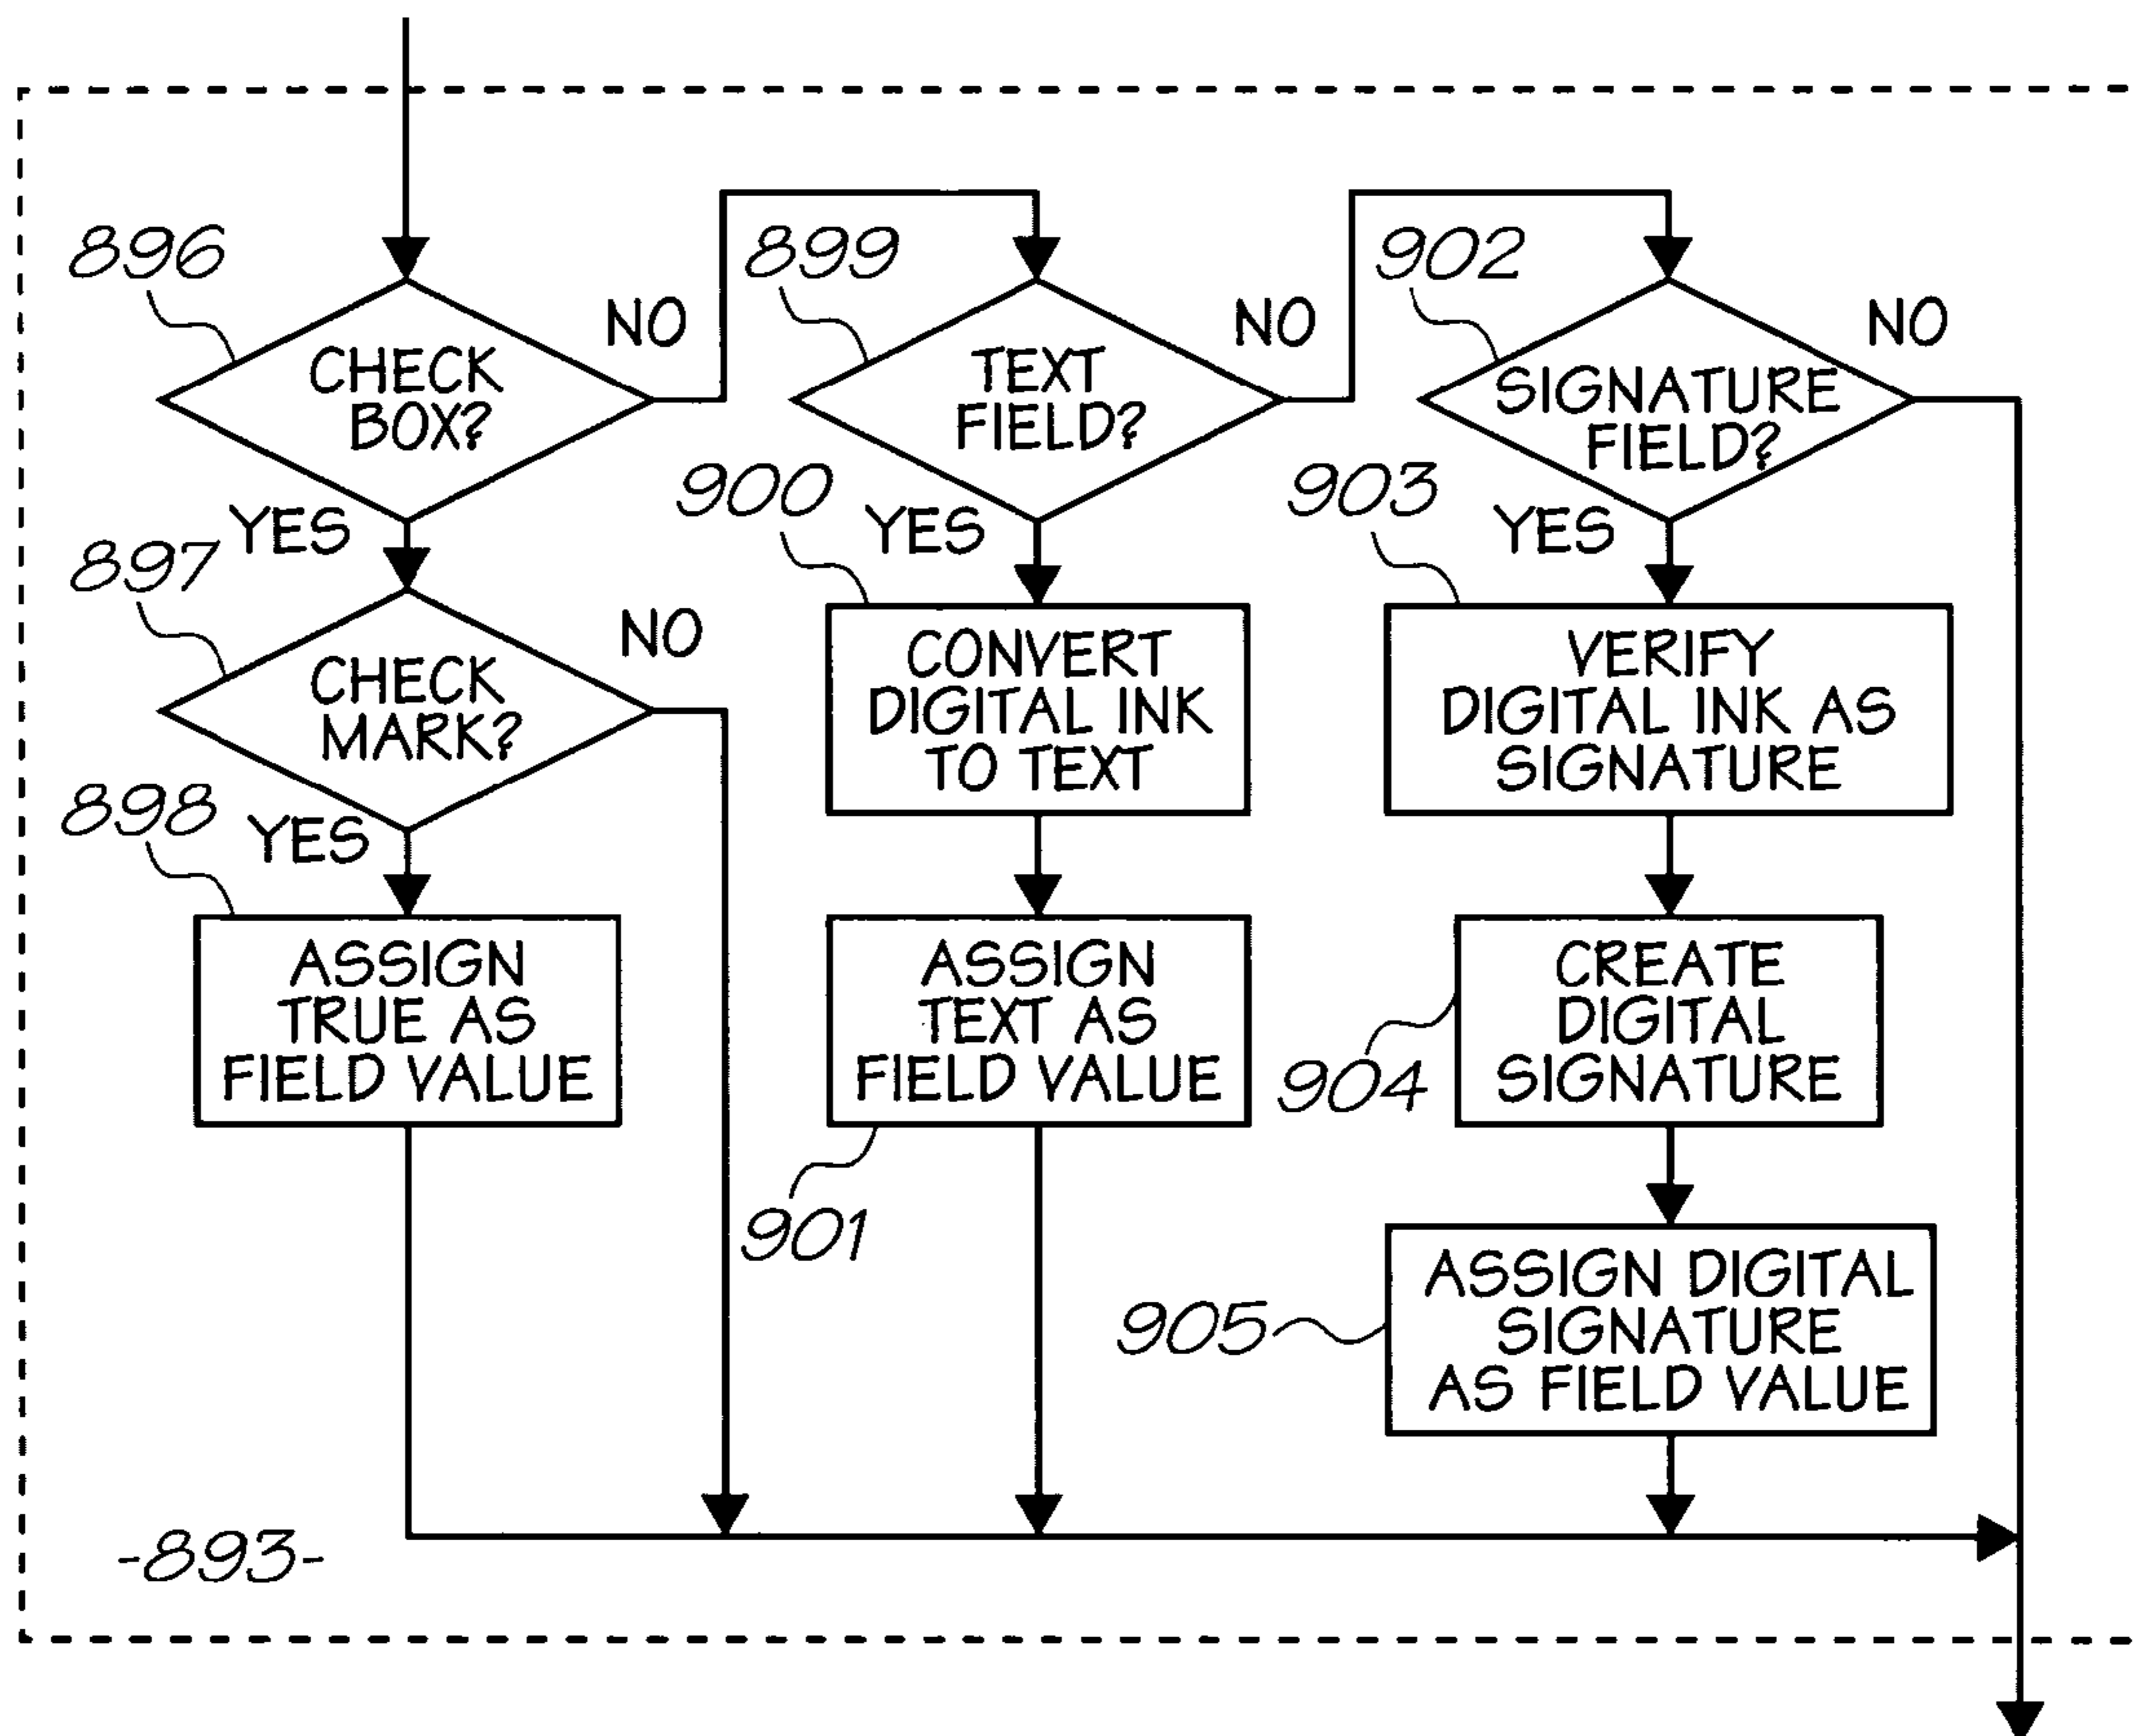 896
CHECK
BOX?
NO
YES
897
CHECK
MARK?
NO
YES
898
ASSIGN
TRUE AS
FIELD VALUE
899
TEXT
FIELD?
NO
YES
900
CONVERT
DIGITAL INK
TO TEXT
ASSIGN
TEXT AS
FIELD VALUE
901
902
SIGNATURE
FIELD?
NO
YES
903
VERIFY
DIGITAL INK AS
SIGNATURE
CREATE
DIGITAL
SIGNATURE
904
ASSIGN DIGITAL
SIGNATURE
AS FIELD VALUE
905
-893-